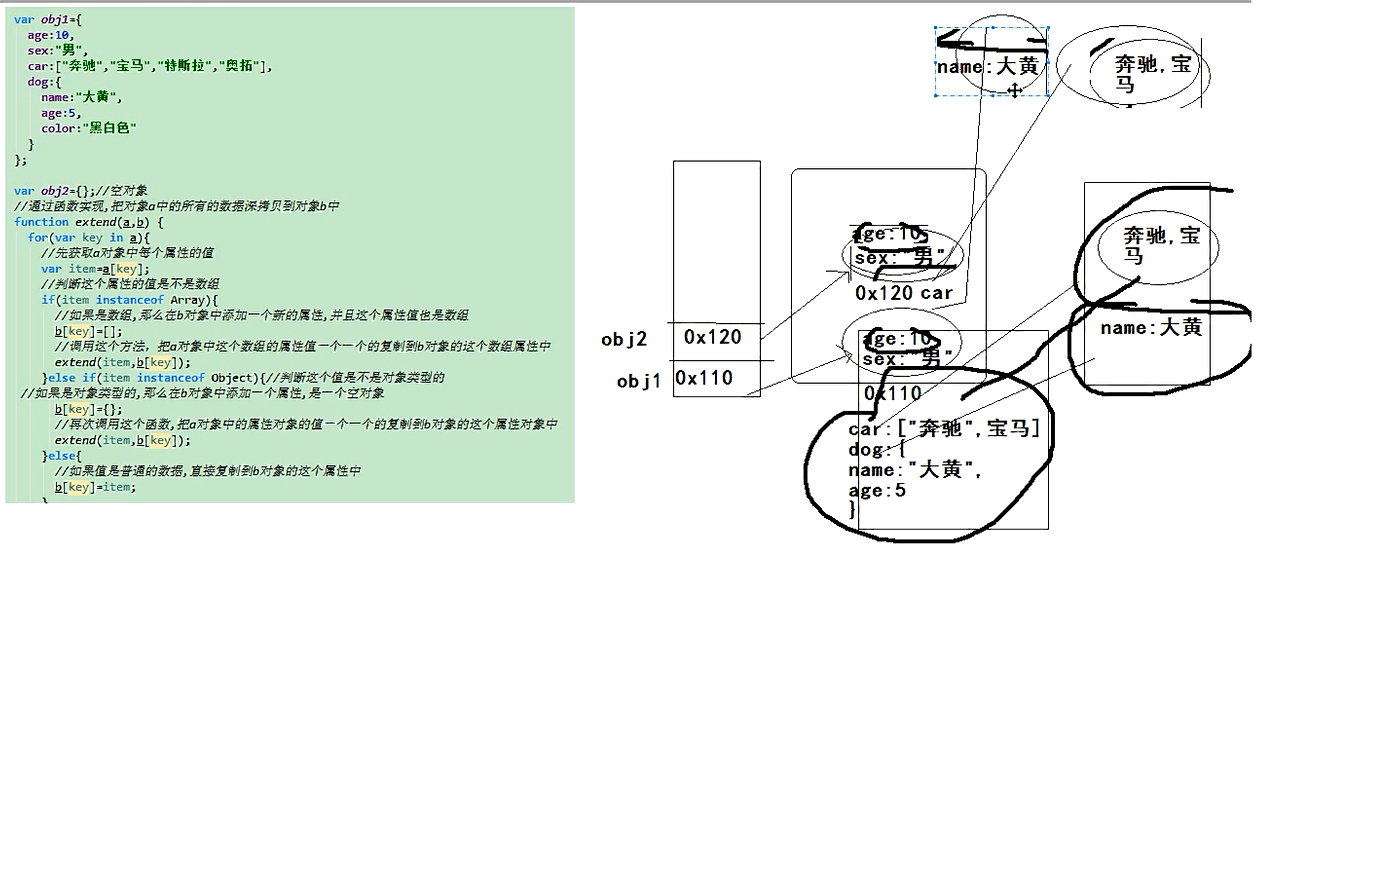 var obj1={
age:10,
sex:"男",
car:["奔驰","宝马","特斯拉","奥拓"],
dog:{
name:"大黄",
age:5,
color:"黑白色"
}
};
var obj2={};//空对象
//通过函数实现,把对象a中的所有的数据深拷贝到对象b中
function extend(a,b) {
for(var key in a){
//先获取a对象中每个属性的值
var item=a[key];
//判断这个属性的值是不是数组
if(item instanceof Array){
//如果是数组,那么在b对象中添加一个新的属性,并且这个属性值也是数组
b[key]=[];
//调用这个方法，把a对象中这个数组的属性值一个一个的复制到b对象的这个数组属性中
extend(item,b[key]);
}else if(item instanceof Object){//判断这个值是不是对象类型的
//如果是对象类型的,那么在b对象中添加一个属性,是一个空对象
b[key]={};
//再次调用这个函数,把a对象中的属性对象的值一个一个的复制到b对象的这个属性对象中
extend(item,b[key]);
}else{
//如果值是普通的数据,直接复制到b对象的这个属性中
b[key]=item;
}
name:大黄
奔驰,宝
马
age:10
sex:"男"
0x120 car
obj2
0x120
obj1
0x110
age:10
sex:"男"
0x110
car:["奔驰",宝马]
dog:{
name:"大黄",
age:5
}
奔驰,宝
马
name:大黄